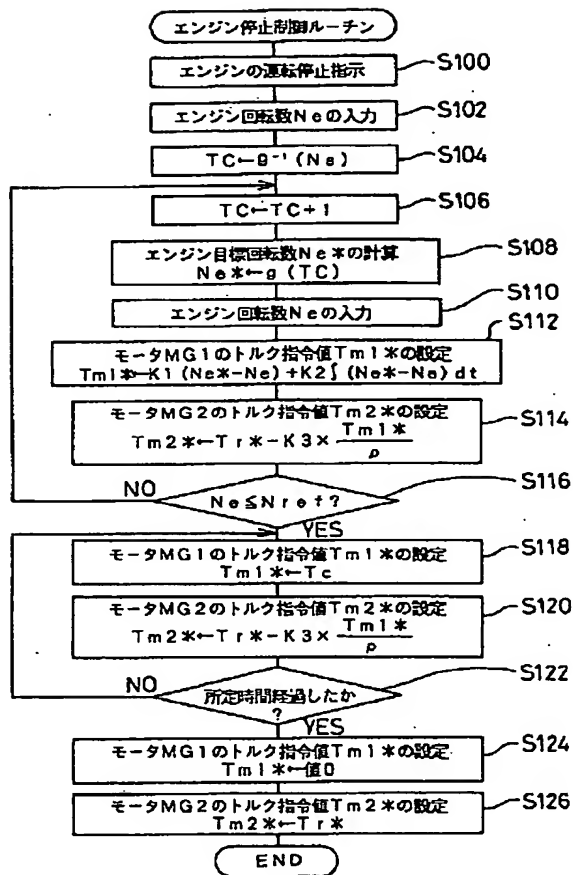 エンジン停止制御ルーチン
エンジンの運転停止指示
S100
エンジン回転数Neの入力
S102
TC←g⁻¹(Ne)
S104
TC←TC+1
S106
エンジン目標回転数Ne*の計算
Ne*←g(TC)
S108
エンジン回転数Neの入力
S110
モータMG1のトルク指令値Tm1*の設定
Tm1*←K1(Ne*-Ne)+K2∫(Ne*-Ne)dt
S112
モータMG2のトルク指令値Tm2*の設定
Tm2*←Tr*-K3×Tm1*/ρ
S114
Ne≦Nref?
S116
NO
YES
モータMG1のトルク指令値Tm1*の設定
Tm1*←Tc
S118
モータMG2のトルク指令値Tm2*の設定
Tm2*←Tr*-K3×Tm1*/ρ
S120
所定時間経過したか
?
S122
NO
YES
モータMG1のトルク指令値Tm1*の設定
Tm1*←値0
S124
モータMG2のトルク指令値Tm2*の設定
Tm2*←Tr*
S126
END